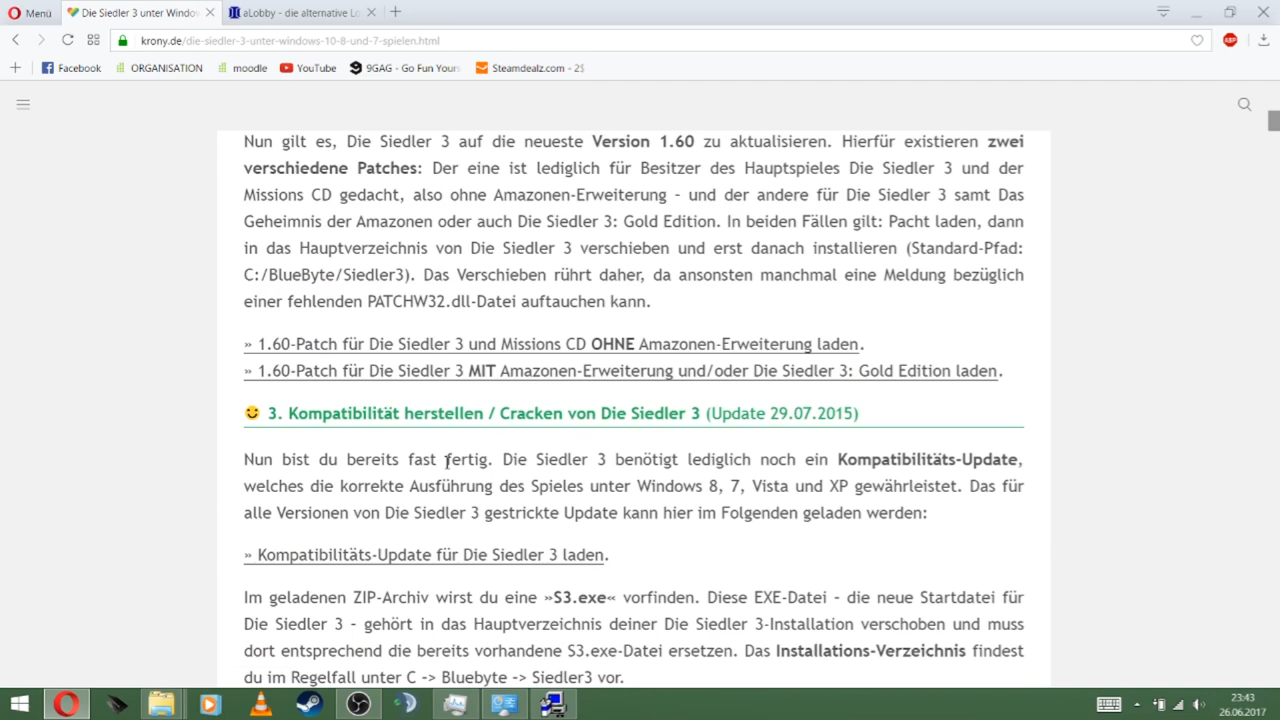 Menü
Die Siedler 3 unter Window
aLobby - die alternative Lo
krony.de/die-siedler-3-unter-windows-10-8-und-7-spielen.html
ABP
Facebook
ORGANISATION
moodle
YouTube
9GAG - Go Fun Your
Steamdealz.com - 2$
Nun gilt es, Die Siedler 3 auf die neueste Version 1.60 zu aktualisieren. Hierfür existieren zwei
verschiedene Patches: Der eine ist lediglich für Besitzer des Hauptspieles Die Siedler 3 und der
Missions CD gedacht, also ohne Amazonen-Erweiterung - und der andere für Die Siedler 3 samt Das
Geheimnis der Amazonen oder auch Die Siedler 3: Gold Edition. In beiden Fällen gilt: Pacht laden, dann
in das Hauptverzeichnis von Die Siedler 3 verschieben und erst danach installieren (Standard-Pfad:
C:/BlueByte/Siedler3). Das Verschieben rührt daher, da ansonsten manchmal eine Meldung bezüglich
einer fehlenden PATCHW32.dll-Datei auftauchen kann.
» 1.60-Patch für Die Siedler 3 und Missions CD OHNE Amazonen-Erweiterung laden.
» 1.60-Patch für Die Siedler 3 MIT Amazonen-Erweiterung und/oder Die Siedler 3: Gold Edition laden.
3. Kompatibilität herstellen / Cracken von Die Siedler 3 (Update 29.07.2015)
Nun bist du bereits fast fertig. Die Siedler 3 benötigt lediglich noch ein Kompatibilitäts-Update,
welches die korrekte Ausführung des Spieles unter Windows 8, 7, Vista und XP gewährleistet. Das für
alle Versionen von Die Siedler 3 gestrickte Update kann hier im Folgenden geladen werden:
» Kompatibilitäts-Update für Die Siedler 3 laden.
Im geladenen ZIP-Archiv wirst du eine »S3.exe« vorfinden. Diese EXE-Datei - die neue Startdatei für
Die Siedler 3 - gehört in das Hauptverzeichnis deiner Die Siedler 3-Installation verschoben und muss
dort entsprechend die bereits vorhandene S3.exe-Datei ersetzen. Das Installations-Verzeichnis findest
du im Regelfall unter C -> Bluebyte -> Siedler3 vor.
23:43
26.06.2017